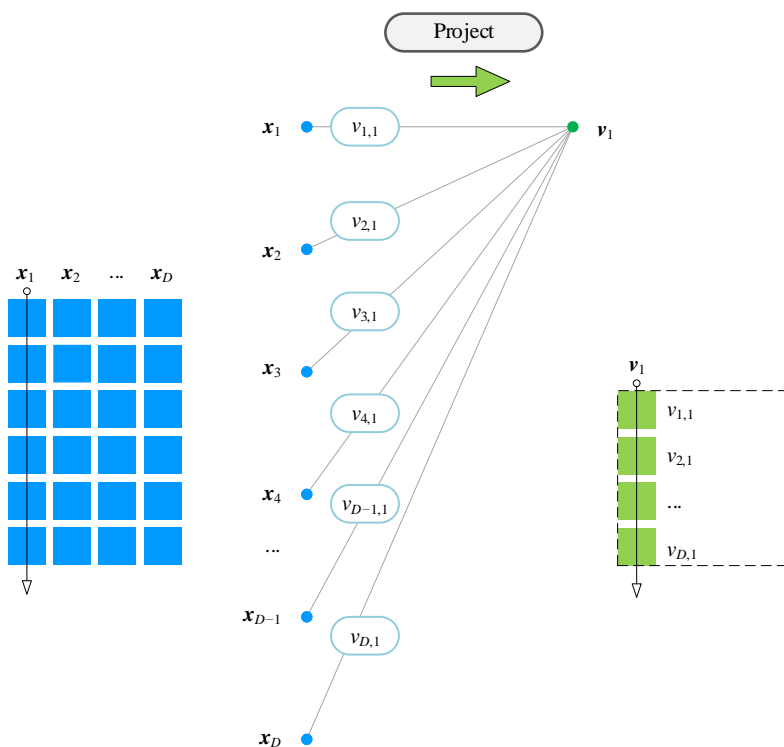 Project
x1
v1,1
v1
v2,1
x2
x1 x2 ... xD
v3,1
x3
v1
v4,1
v1,1
v2,1
x4
vD−1,1
...
...
vD,1
xD−1
vD,1
xD